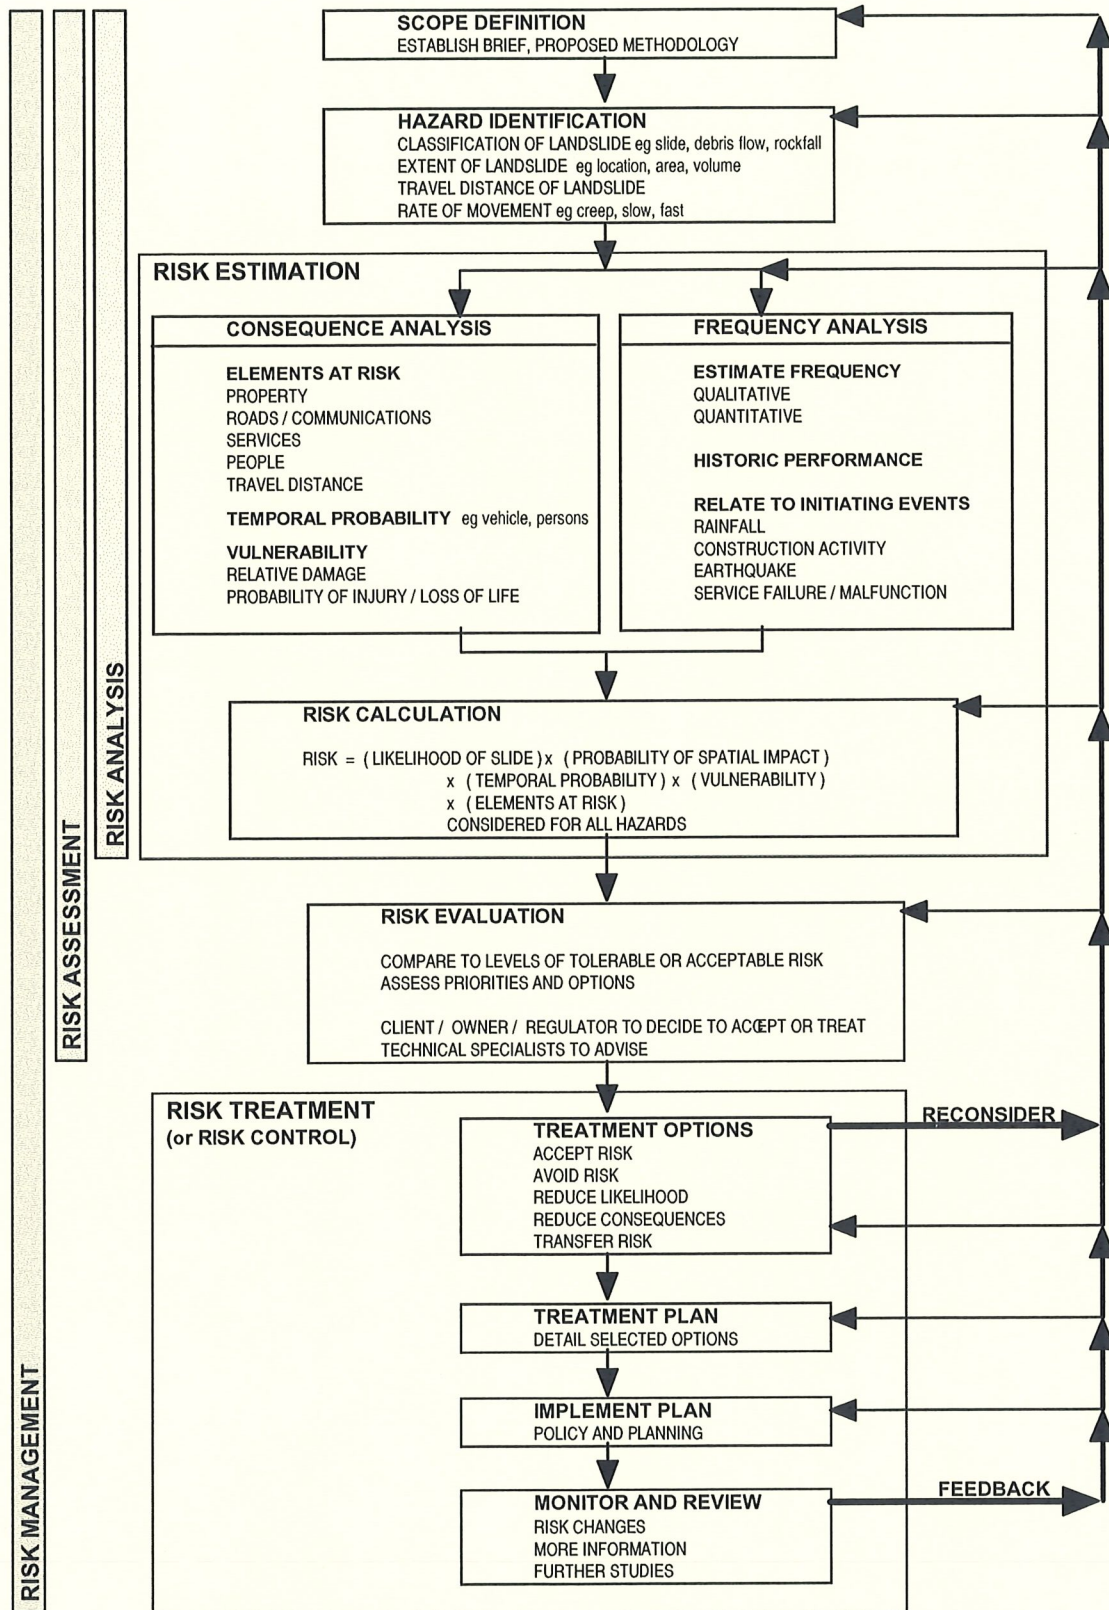 SCOPE DEFINITION
ESTABLISH BRIEF, PROPOSED METHODOLOGY
HAZARD IDENTIFICATION
CLASSIFICATION OF LANDSLIDE eg slide, debris flow, rockfall
EXTENT OF LANDSLIDE eg location, area, volume
TRAVEL DISTANCE OF LANDSLIDE
RATE OF MOVEMENT eg creep, slow, fast
RISK ESTIMATION
CONSEQUENCE ANALYSIS
ELEMENTS AT RISK
PROPERTY
ROADS / COMMUNICATIONS
SERVICES
PEOPLE
TRAVEL DISTANCE
TEMPORAL PROBABILITY eg vehicle, persons
VULNERABILITY
RELATIVE DAMAGE
PROBABILITY OF INJURY / LOSS OF LIFE
FREQUENCY ANALYSIS
ESTIMATE FREQUENCY
QUALITATIVE
QUANTITATIVE
HISTORIC PERFORMANCE
RELATE TO INITIATING EVENTS
RAINFALL
CONSTRUCTION ACTIVITY
EARTHQUAKE
SERVICE FAILURE / MALFUNCTION
RISK CALCULATION
RISK = ( LIKELIHOOD OF SLIDE ) x ( PROBABILITY OF SPATIAL IMPACT )
x ( TEMPORAL PROBABILITY ) x ( VULNERABILITY )
x ( ELEMENTS AT RISK )
CONSIDERED FOR ALL HAZARDS
RISK ANALYSIS
RISK EVALUATION
COMPARE TO LEVELS OF TOLERABLE OR ACCEPTABLE RISK
ASSESS PRIORITIES AND OPTIONS
CLIENT / OWNER / REGULATOR TO DECIDE TO ACCEPT OR TREAT
TECHNICAL SPECIALISTS TO ADVISE
RISK ASSESSMENT
RISK TREATMENT
(or RISK CONTROL)
TREATMENT OPTIONS
ACCEPT RISK
AVOID RISK
REDUCE LIKELIHOOD
REDUCE CONSEQUENCES
TRANSFER RISK
RECONSIDER
TREATMENT PLAN
DETAIL SELECTED OPTIONS
IMPLEMENT PLAN
POLICY AND PLANNING
MONITOR AND REVIEW
RISK CHANGES
MORE INFORMATION
FURTHER STUDIES
FEEDBACK
RISK MANAGEMENT